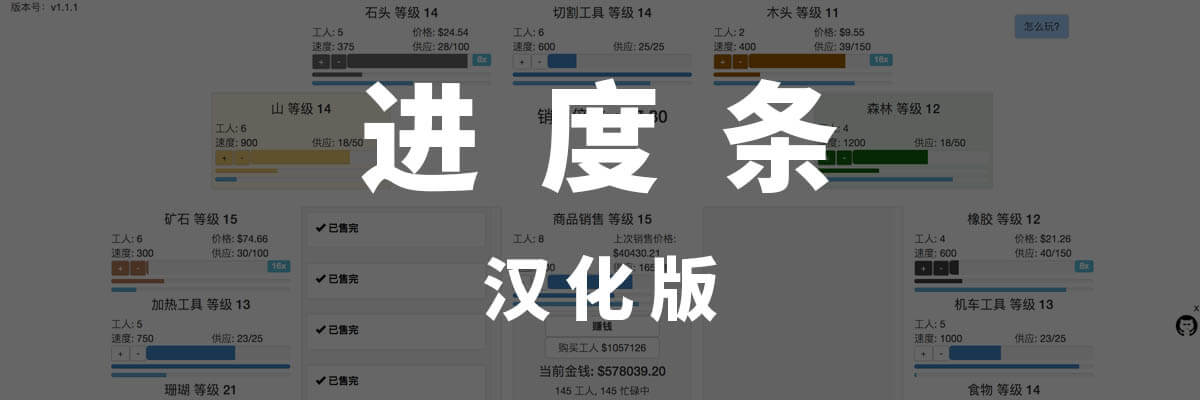 版本号：v1.1.1
石头 等级 14
工人: 5 价格: $24.54
速度: 375 供应: 28/100
+ - 8x
切割工具 等级 14
工人: 6
速度: 600 供应: 25/25
+ -
木头 等级 11
工人: 2 价格: $9.55
速度: 400 供应: 39/150
+ - 16x
怎么玩?
进度条
山 等级 14
工人: 6
速度: 900 供应: 18/50
+ -
森林 等级 12
4
1200 供应: 18/50
-
矿石 等级 15
工人: 6 价格: $74.66
速度: 300 供应: 30/100
+ - 16x
加热工具 等级 13
工人: 5
速度: 750 供应: 23/25
+ -
珊瑚 等级 21
已售完
已售完
已售完
已售完
商品销售 等级 15
工人: 8 上次销售价格:
$40430.21
汉化版
赚钱
购买工人 $1057126
当前金钱: $578039.20
145 工人, 145 忙碌中
橡胶 等级 12
工人: 4 价格: $21.26
速度: 600 供应: 40/150
+ - 8x
机车工具 等级 13
工人: 5
速度: 1000 供应: 23/25
+ -
食物 等级 14
x